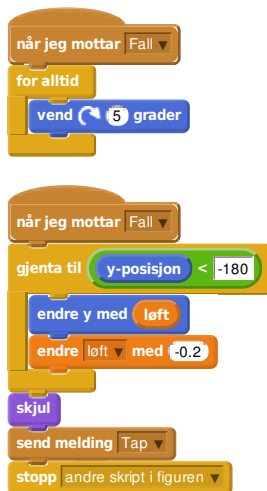 når jeg mottar Fall
for alltid
vend 5 grader
når jeg mottar Fall
gjenta til y-posisjon < -180
endre y med løft
endre løft med -0.2
skjul
send melding Tap
stopp andre skript i figuren